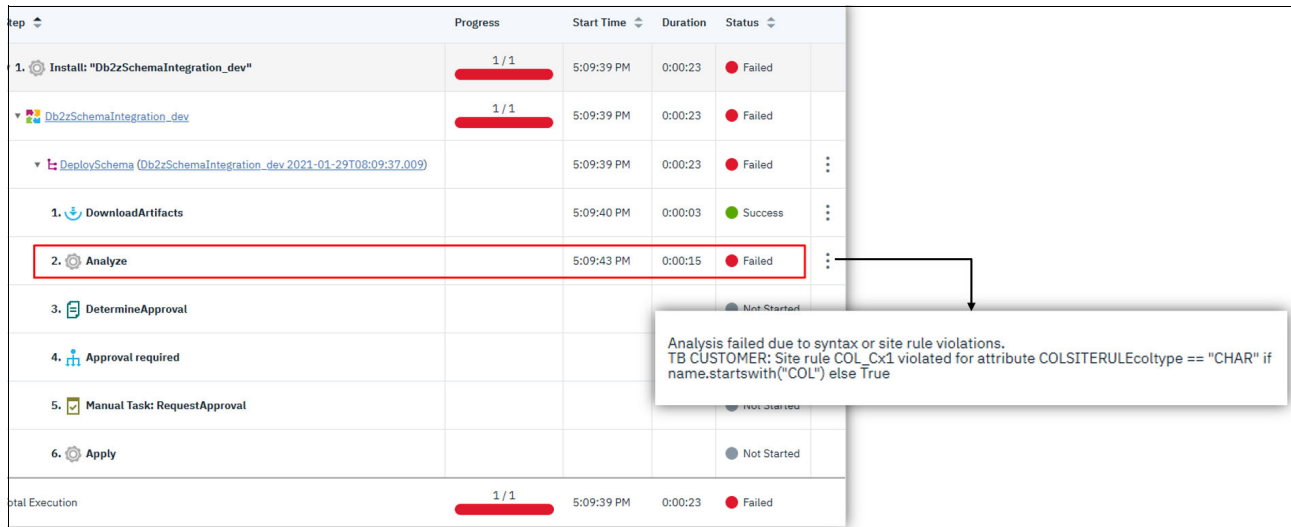 tep Progress Start Time Duration Status
1. Install: "Db2zSchemaIntegration_dev" 1 / 1 5:09:39 PM 0:00:23 Failed
Db2zSchemaIntegration_dev 1 / 1 5:09:39 PM 0:00:23 Failed
DeploySchema (Db2zSchemaIntegration_dev 2021-01-29T08:09:37.009) 5:09:39 PM 0:00:23 Failed
1. DownloadArtifacts 5:09:40 PM 0:00:03 Success
2. Analyze 5:09:43 PM 0:00:15 Failed
3. DetermineApproval Not Started
4. Approval required
Analysis failed due to syntax or site rule violations.
TB CUSTOMER: Site rule COL_Cx1 violated for attribute COLSITERULEcoltype == "CHAR" if
name.startswith("COL") else True
5. Manual Task: RequestApproval Not Started
6. Apply Not Started
otal Execution 1 / 1 5:09:39 PM 0:00:23 Failed